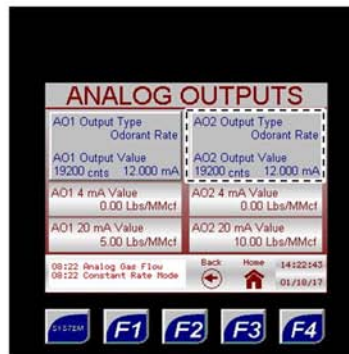 ANALOG OUTPUTS
AO1 Output Type
Odorant Rate
AO1 Output Value
19200 cnts 12.000 mA
AO2 Output Type
Odorant Rate
AO2 Output Value
19200 cnts 12.000 mA
AO1 4 mA Value
0.00 Lbs/MMcf
AO2 4 mA Value
0.00 Lbs/MMcf
AO1 20 mA Value
5.00 Lbs/MMcf
AO2 20 mA Value
10.00 Lbs/MMcf
08:22 Analog Gas Flow
08:22 Constant Rate Mode
Back
Home
14:22:43
01/18/17
SYSTEM
F1
F2
F3
F4